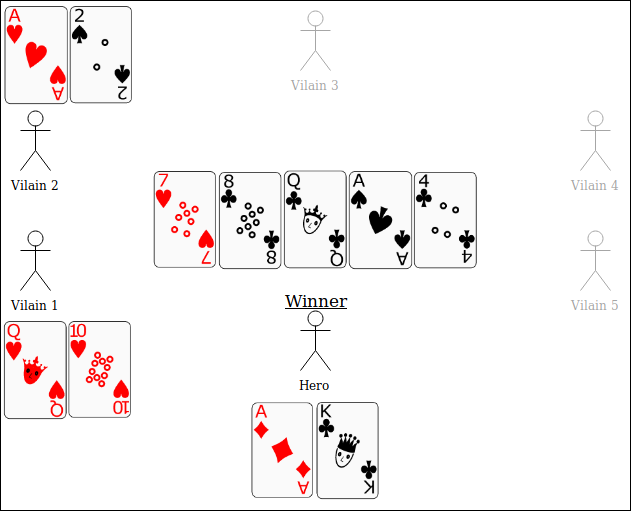 A 2
A 2
Vilain 3
Vilain 2
Vilain 4
7 8 Q A 4
7 8 Q A 4
Vilain 1
Vilain 5
Winner
Q 10
Q 10
Hero
A K
A K